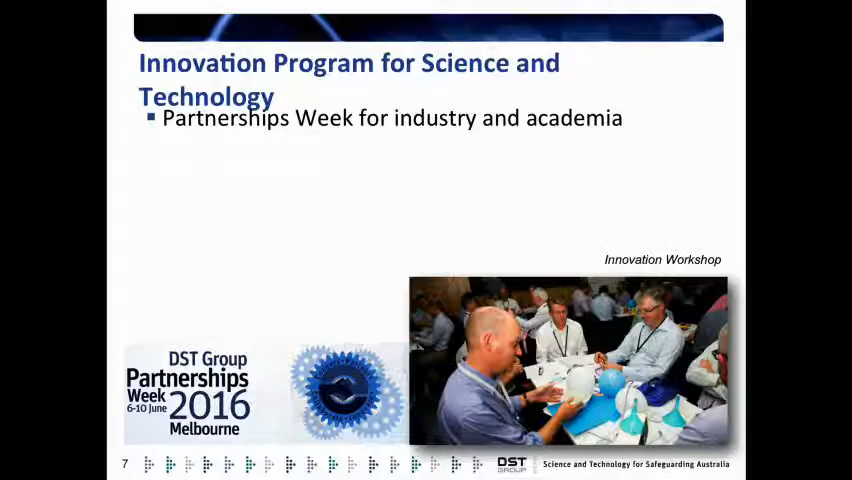 Innovation Program for Science and
Technology
▪ Partnerships Week for industry and academia
Innovation Workshop
DST Group
Partnerships
Week
6-10 June
2016
Melbourne
7
DST
GROUP
Science and Technology for Safeguarding Australia